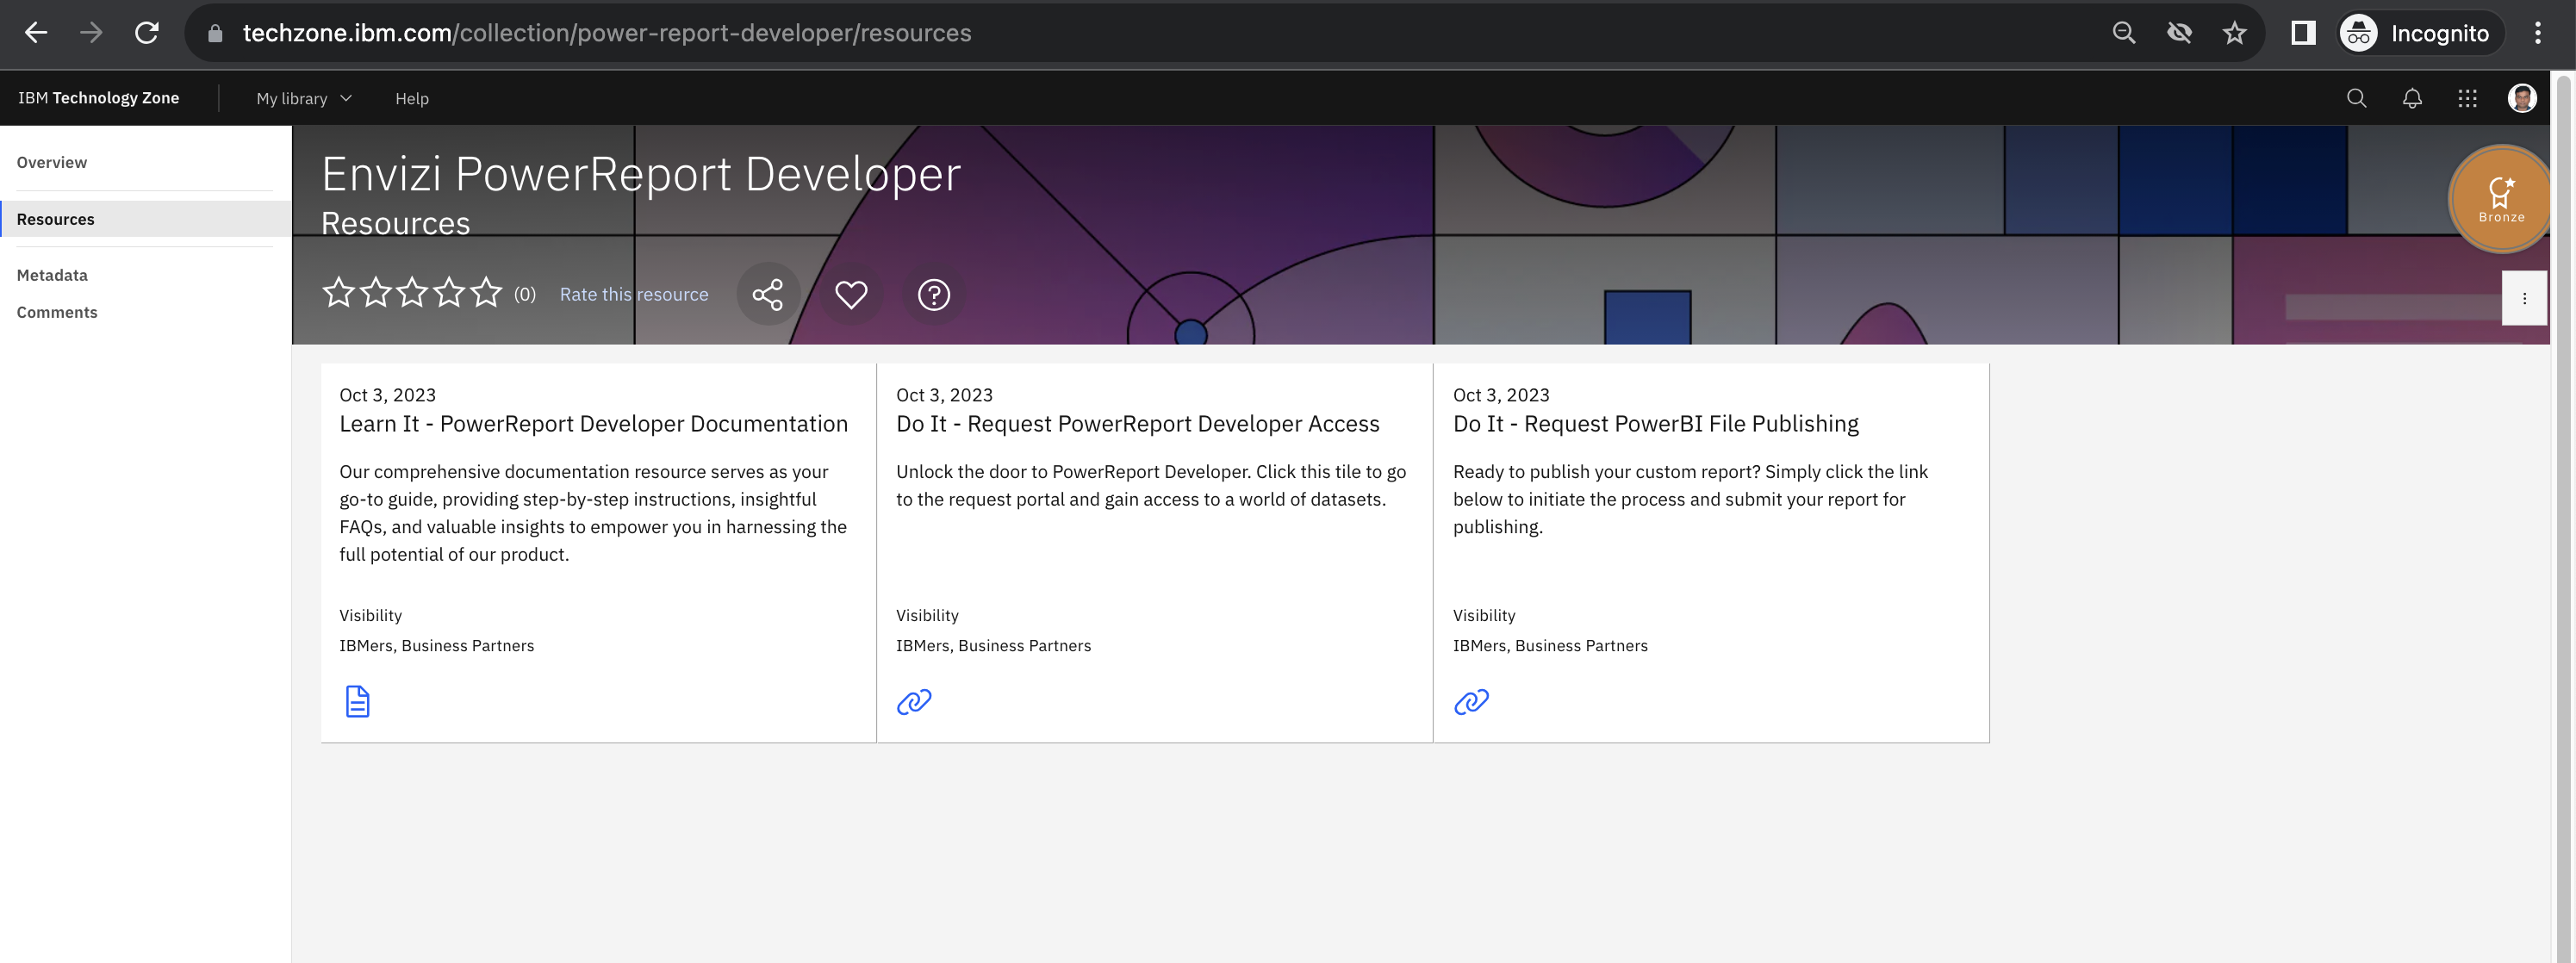 techzone.ibm.com/collection/power-report-developer/resources
Incognito
IBM Technology Zone
My library
Help
Overview
Resources
Metadata
Comments
Envizi PowerReport Developer
Resources
Bronze
(0)
Rate this resource
Oct 3, 2023
Learn It - PowerReport Developer Documentation
Our comprehensive documentation resource serves as your
go-to guide, providing step-by-step instructions, insightful
FAQs, and valuable insights to empower you in harnessing the
full potential of our product.
Visibility
IBMers, Business Partners
Oct 3, 2023
Do It - Request PowerReport Developer Access
Unlock the door to PowerReport Developer. Click this tile to go
to the request portal and gain access to a world of datasets.
Visibility
IBMers, Business Partners
Oct 3, 2023
Do It - Request PowerBI File Publishing
Ready to publish your custom report? Simply click the link
below to initiate the process and submit your report for
publishing.
Visibility
IBMers, Business Partners